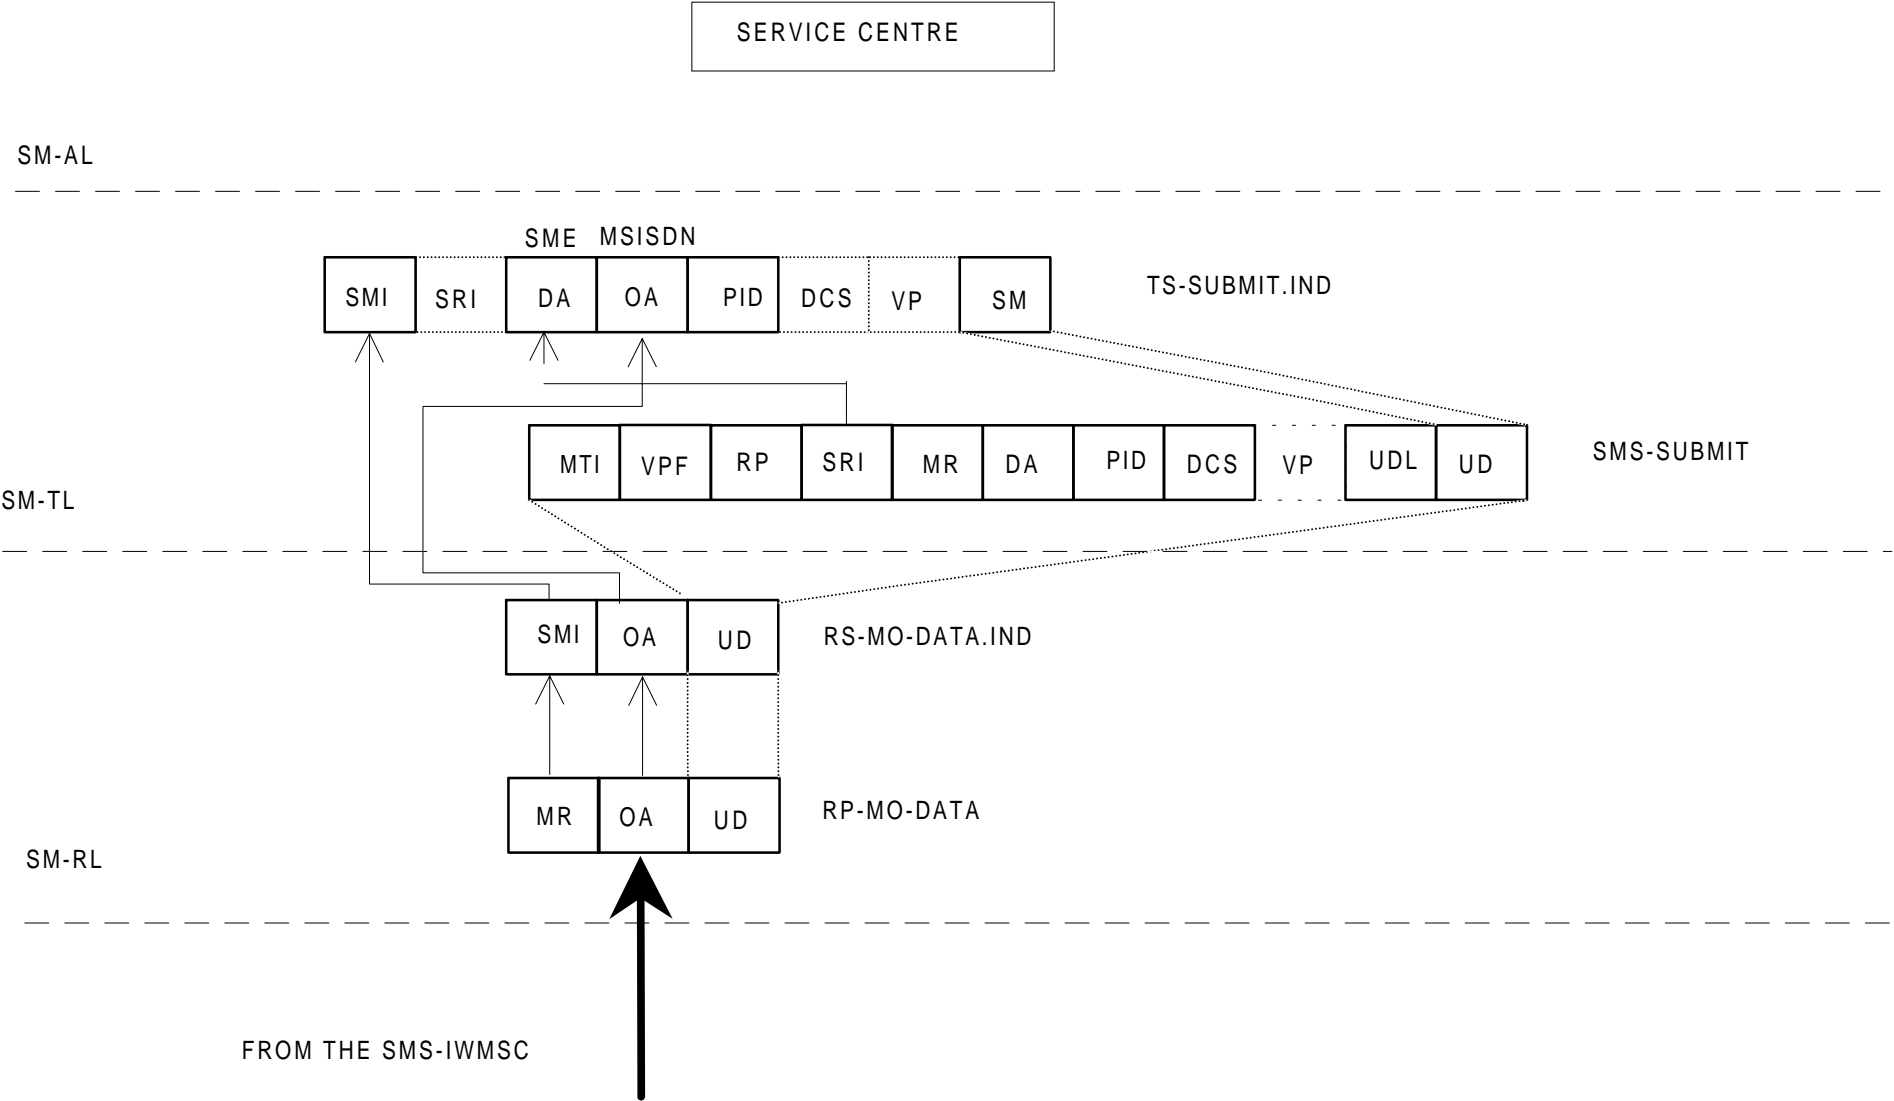 SERVICE CENTRE
SM-AL
SME MSISDN
SMI SRI DA OA PID DCS VP SM TS-SUBMIT.IND
MTI VPF RP SRI MR DA PID DCS VP UDL UD SMS-SUBMIT
SM-TL
SMI OA UD RS-MO-DATA.IND
MR OA UD RP-MO-DATA
SM-RL
FROM THE SMS-IWMSC